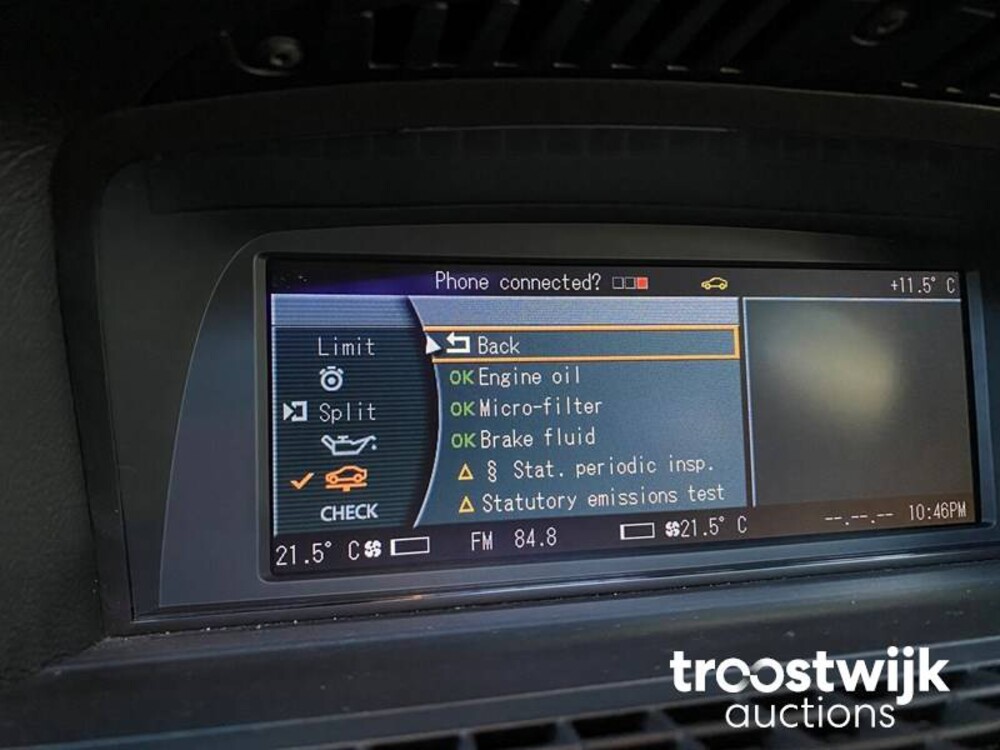 Phone connected?
+11.5° C
Limit
Split
CHECK
Back
OK Engine oil
OK Micro-filter
OK Brake fluid
§ Stat. periodic insp.
Statutory emissions test
21.5° C
FM 84.8
21.5° C
--.--.-- 10:46PM
troostwijk
auctions